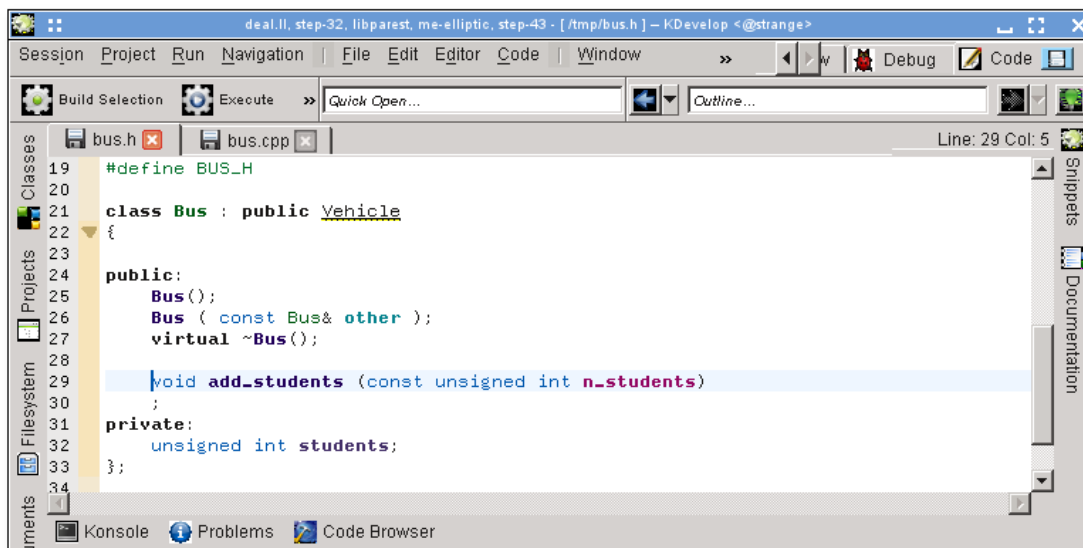 deal.II, step-32, libparest, me-elliptic, step-43 - [ /tmp/bus.h ] – KDevelop <@strange>
Session Project Run Navigation | File Edit Editor Code | Window » Debug Code
Build Selection Execute » Quick Open... Outline...
bus.h bus.cpp Line: 29 Col: 5
Classes
Projects
Filesystem
Snippets
Documentation
19 #define BUS_H
20
21 class Bus : public Vehicle
22 {
23
24 public:
25 Bus();
26 Bus ( const Bus& other );
27 virtual ~Bus();
28
29 void add_students (const unsigned int n_students)
30 ;
31 private:
32 unsigned int students;
33 };
34
Konsole Problems Code Browser